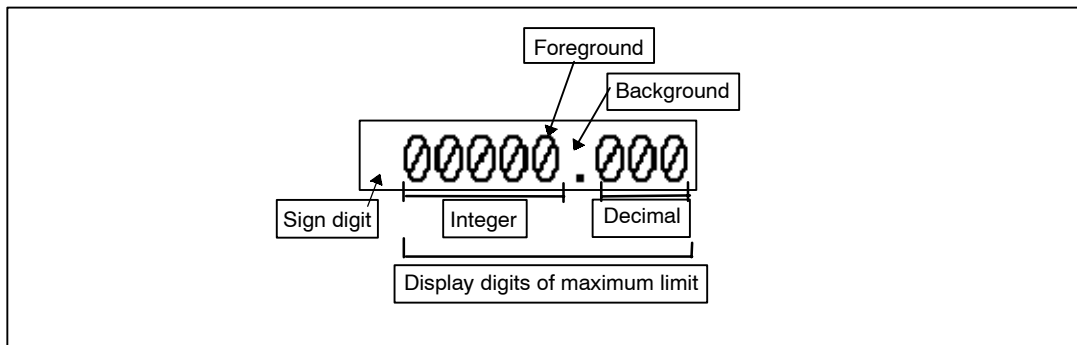 Foreground
Background
00000.000
Sign digit
Integer
Decimal
Display digits of maximum limit